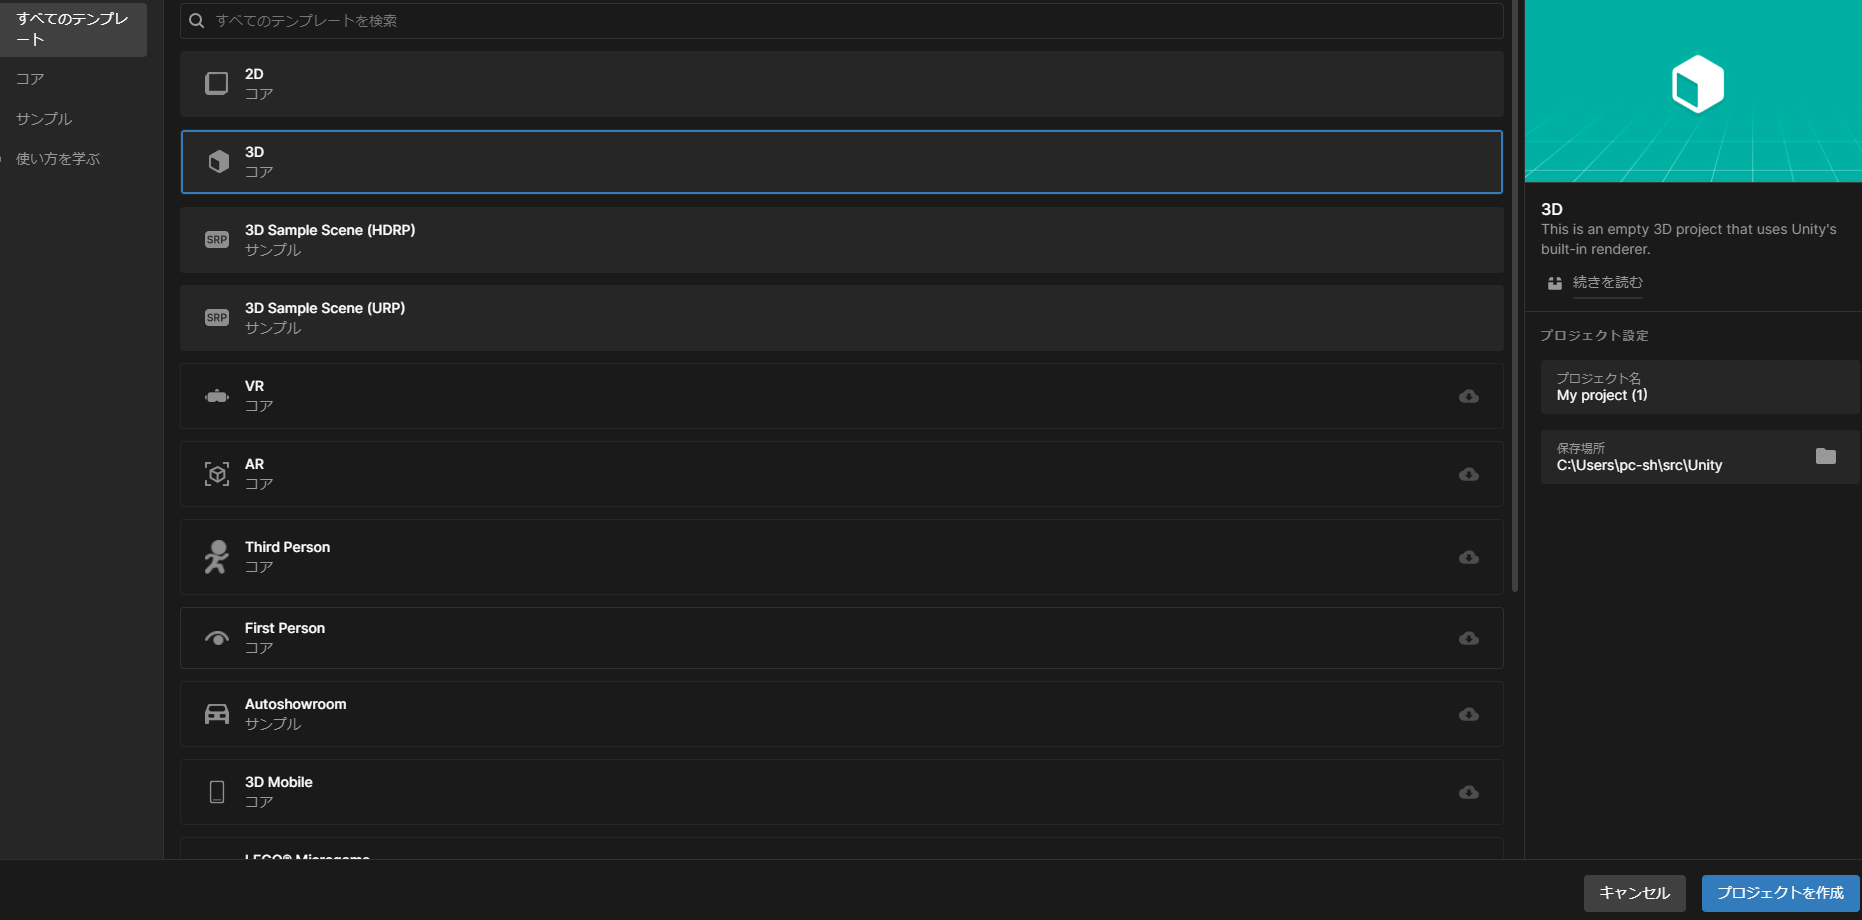 すべてのテンプレ
ート
コア
サンプル
使い方を学ぶ
すべてのテンプレートを検索
2D
コア
3D
コア
SRP
3D Sample Scene (HDRP)
サンプル
SRP
3D Sample Scene (URP)
サンプル
VR
コア
AR
コア
Third Person
コア
First Person
コア
Autoshowroom
サンプル
3D Mobile
コア
LEGO® Microgame
3D
This is an empty 3D project that uses Unity's
built-in renderer.
続きを読む
プロジェクト設定
プロジェクト名
My project (1)
保存場所
C:\Users\pc-sh\src\Unity
キャンセル
プロジェクトを作成